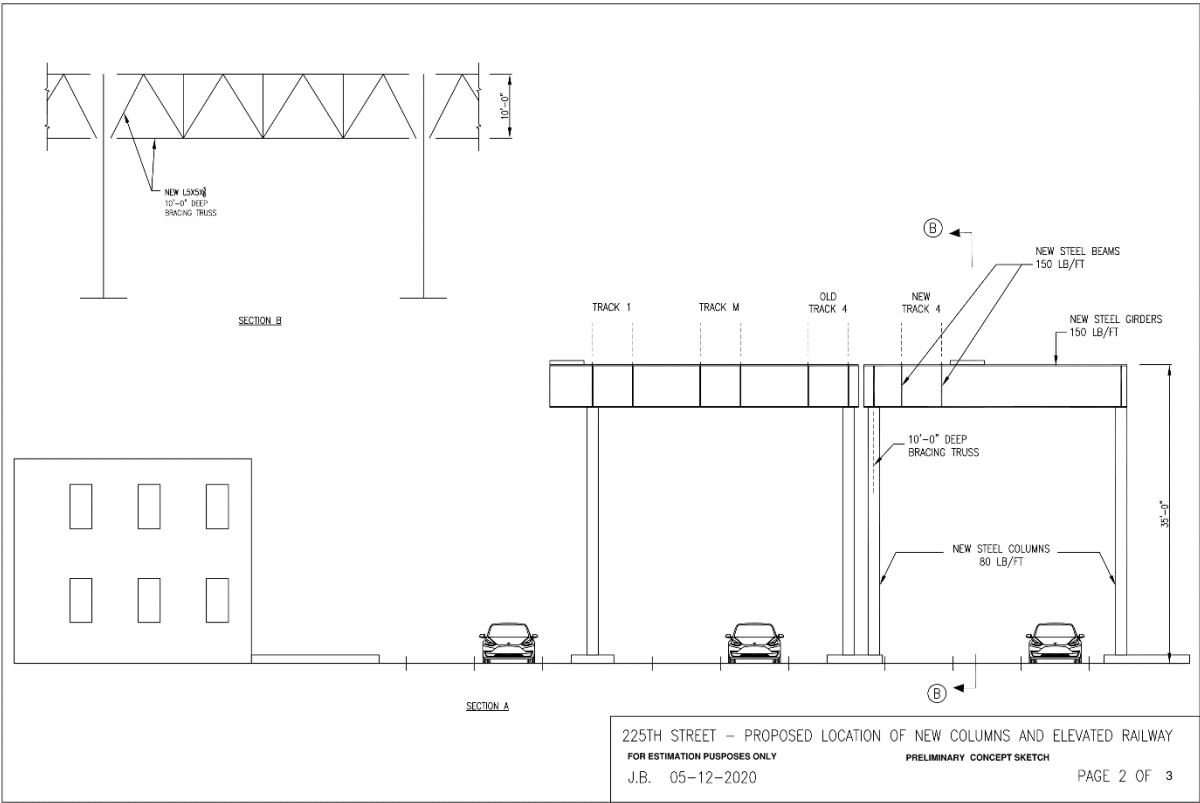 10'-0"
NEW L5X5X⅜
10'-0" DEEP
BRACING TRUSS
SECTION B
B
NEW STEEL BEAMS
150 LB/FT
TRACK 1
TRACK M
OLD
TRACK 4
NEW
TRACK 4
NEW STEEL GIRDERS
150 LB/FT
10'-0" DEEP
BRACING TRUSS
35'-0"
NEW STEEL COLUMNS
80 LB/FT
B
SECTION A
225TH STREET - PROPOSED LOCATION OF NEW COLUMNS AND ELEVATED RAILWAY
FOR ESTIMATION PUSPOSES ONLY
PRELIMINARY CONCEPT SKETCH
J.B. 05-12-2020
PAGE 2 OF 3